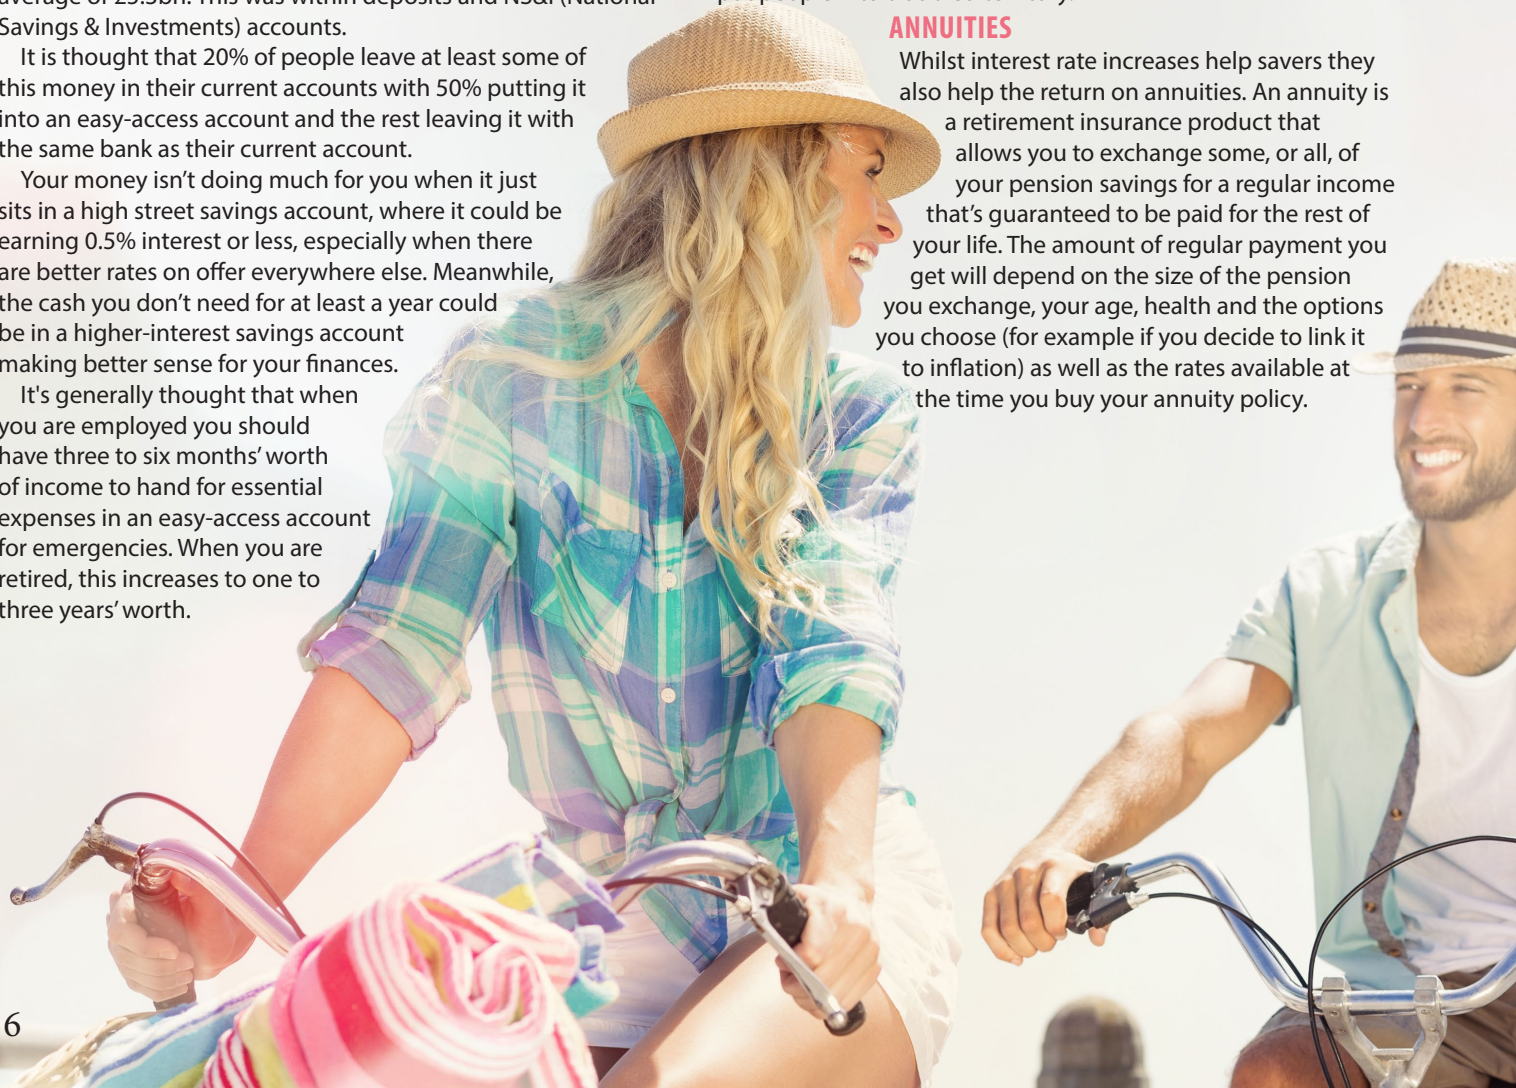 Savings & Investments) accounts.
It is thought that 20% of people leave at least some of
this money in their current accounts with 50% putting it
into an easy-access account and the rest leaving it with
the same bank as their current account.
Your money isn’t doing much for you when it just
sits in a high street savings account, where it could be
earning 0.5% interest or less, especially when there
are better rates on offer everywhere else. Meanwhile,
the cash you don’t need for at least a year could
be in a higher-interest savings account
making better sense for your finances.
It's generally thought that when
you are employed you should
have three to six months’ worth
of income to hand for essential
expenses in an easy-access account
for emergencies. When you are
retired, this increases to one to
three years’ worth.
ANNUITIES
Whilst interest rate increases help savers they
also help the return on annuities. An annuity is
a retirement insurance product that
allows you to exchange some, or all, of
your pension savings for a regular income
that’s guaranteed to be paid for the rest of
your life. The amount of regular payment you
get will depend on the size of the pension
you exchange, your age, health and the options
you choose (for example if you decide to link it
to inflation) as well as the rates available at
the time you buy your annuity policy.
6